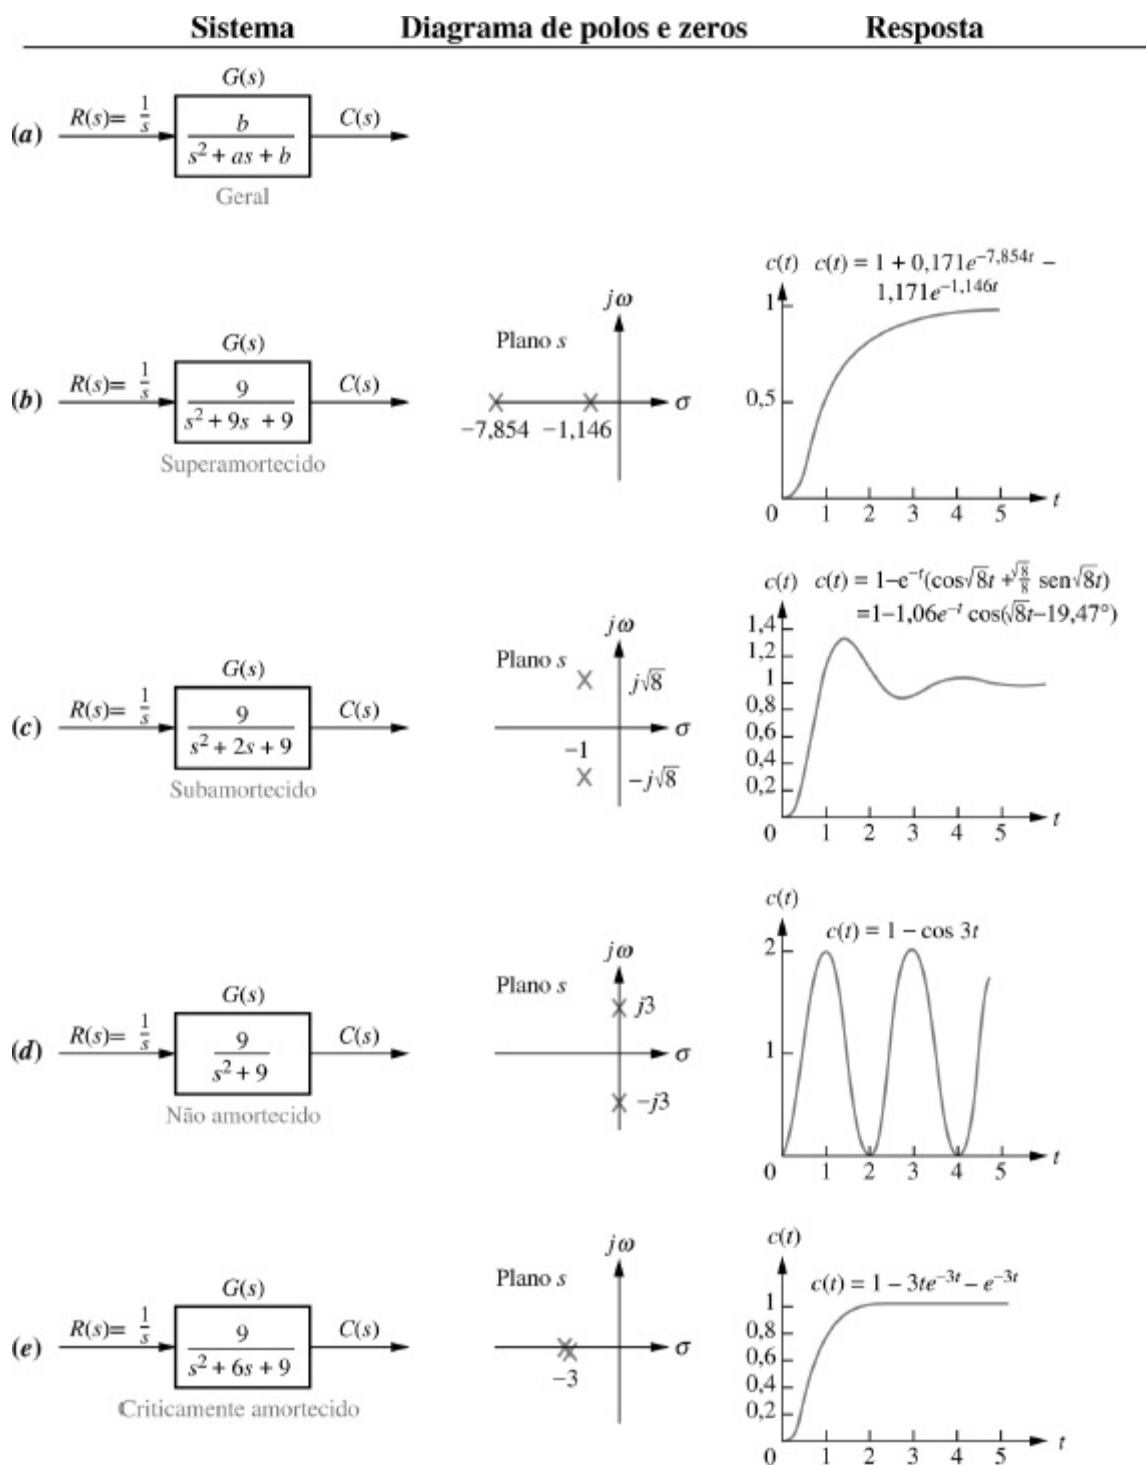 Sistema Diagrama de polos e zeros Resposta
G(s)
(a) R(s)= 1/s b/(s² + as + b) C(s)
Geral
c(t) c(t) = 1 + 0,171e^−7,854t −
1,171e^−1,146t
jω
1
Plano s
G(s)
(b) R(s)= 1/s 9/(s² + 9s + 9) C(s) σ 0,5
−7,854 −1,146
Superamortecido
0 1 2 3 4 5 t
c(t) c(t) = 1−e^−t(cos√8t + √8/8 sen√8t)
=1−1,06e^−t cos(√8t−19,47°)
jω
1,4
1,2
Plano s
G(s) j√8 1
0,8
(c) R(s)= 1/s 9/(s² + 2s + 9) C(s) σ
−1 0,6
0,4
−j√8
Subamortecido 0,2
0 1 2 3 4 5 t
c(t)
c(t) = 1 − cos 3t
jω 2
Plano s
G(s) j3
(d) R(s)= 1/s 9/(s² + 9) C(s) σ 1
−j3
Não amortecido
0 1 2 3 4 5 t
c(t)
jω
Plano s c(t) = 1 − 3te^−3t − e^−3t
G(s) 1
0,8
(e) R(s)= 1/s 9/(s² + 6s + 9) C(s) σ
−3 0,6
0,4
Criticamente amortecido 0,2
0 1 2 3 4 5 t